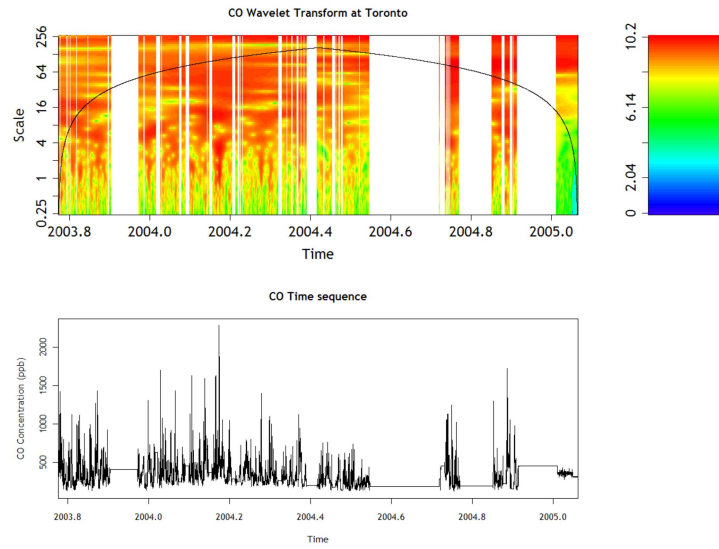 CO Wavelet Transform at Toronto
Scale
256
64
16
4
1
0.25
2003.8 2004.0 2004.2 2004.4 2004.6 2004.8 2005.0
Time
10.2
6.14
2.04
0
CO Time sequence
CO Concentration (ppb)
2000
1500
1000
500
2003.8 2004.0 2004.2 2004.4 2004.6 2004.8 2005.0
Time